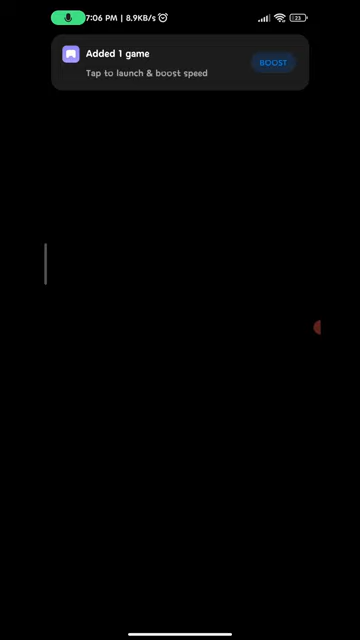 7:06 PM | 8.9KB/s
23
Added 1 game
Tap to launch & boost speed
BOOST